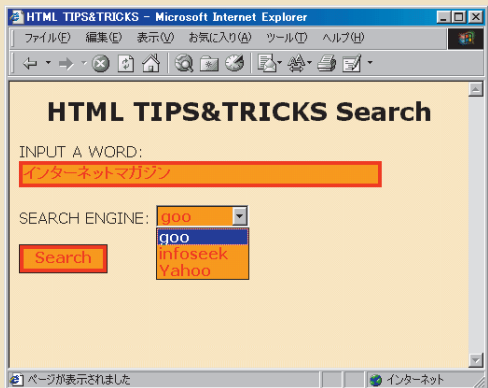 HTML TIPS&TRICKS - Microsoft Internet Explorer
ファイル(F) 編集(E) 表示(V) お気に入り(A) ツール(T) ヘルプ(H)
HTML TIPS&TRICKS Search
INPUT A WORD:
インターネットマガジン
SEARCH ENGINE: goo
goo
infoseek
Yahoo
Search
ページが表示されました
インターネット